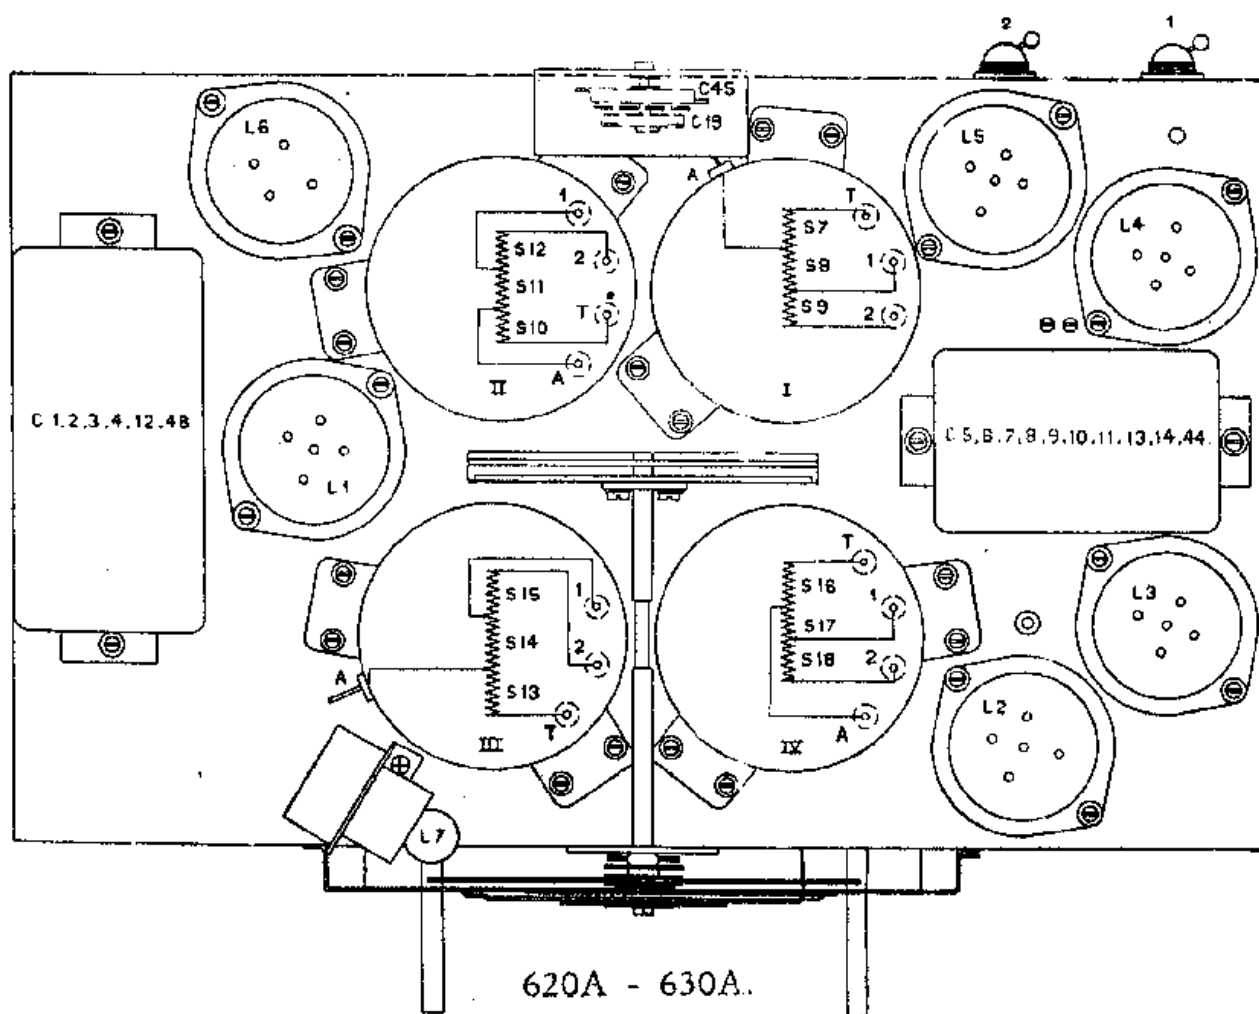 2
1
C45
C19
L6
L5
L4
A
1
S12
2
S11
T
S10
A
II
T
S7
S8
1
S9
2
I
C 1.2,3,4,12,48
C 5,6,7,8,9,10,11,13,14,44.
L1
S15
1
S14
2
S13
A
T
III
T
S16
1
S17
2
S18
A
IV
L3
L2
L7
620A - 630A.